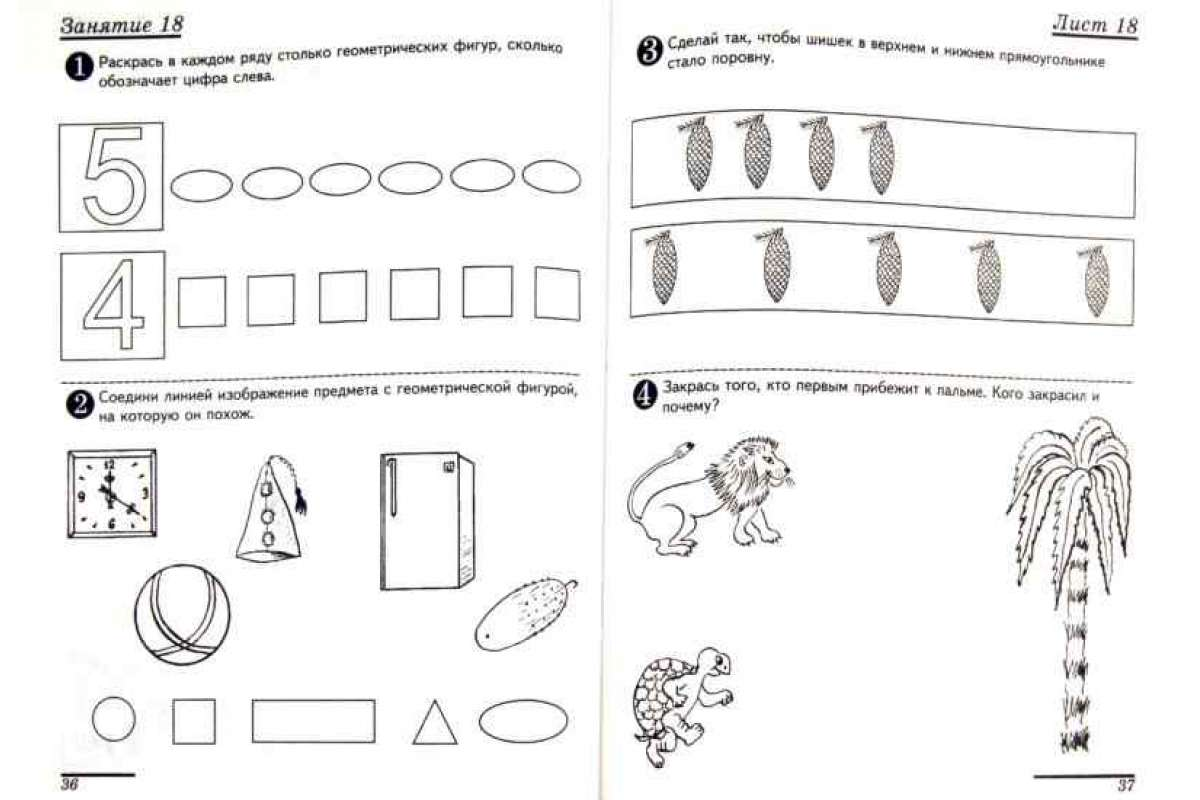 Занятие 18
1 Раскрась в каждом ряду столько геометрических фигур, сколько
обозначает цифра слева.
5
4
2 Соедини линией изображение предмета с геометрической фигурой,
на которую он похож.
12
9 3
6
36
Лист 18
3 Сделай так, чтобы шишек в верхнем и нижнем прямоугольнике
стало поровну.
4 Закрась того, кто первым прибежит к пальме. Кого закрасил и
почему?
37